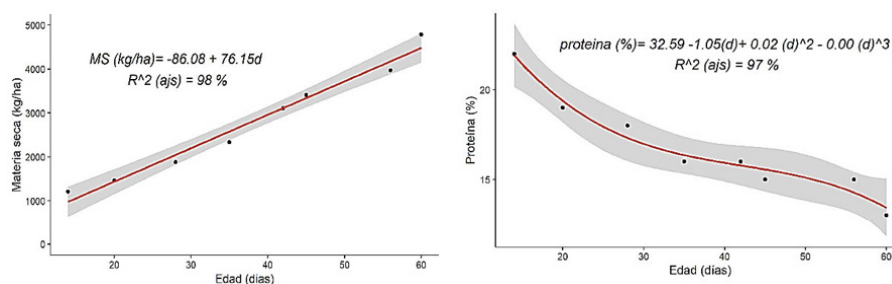 MS (kg/ha)= -86.08 + 76.15d
R^2 (ajs) = 98 %
Materia seca (kg/ha)
5000
4000
3000
2000
1000
0
20
30
40
50
60
Edad (días)
proteina (%)= 32.59 -1.05(d)+ 0.02 (d)^2 - 0.00 (d)^3
R^2 (ajs) = 97 %
Proteína (%)
20
15
20
30
40
50
60
Edad (días)